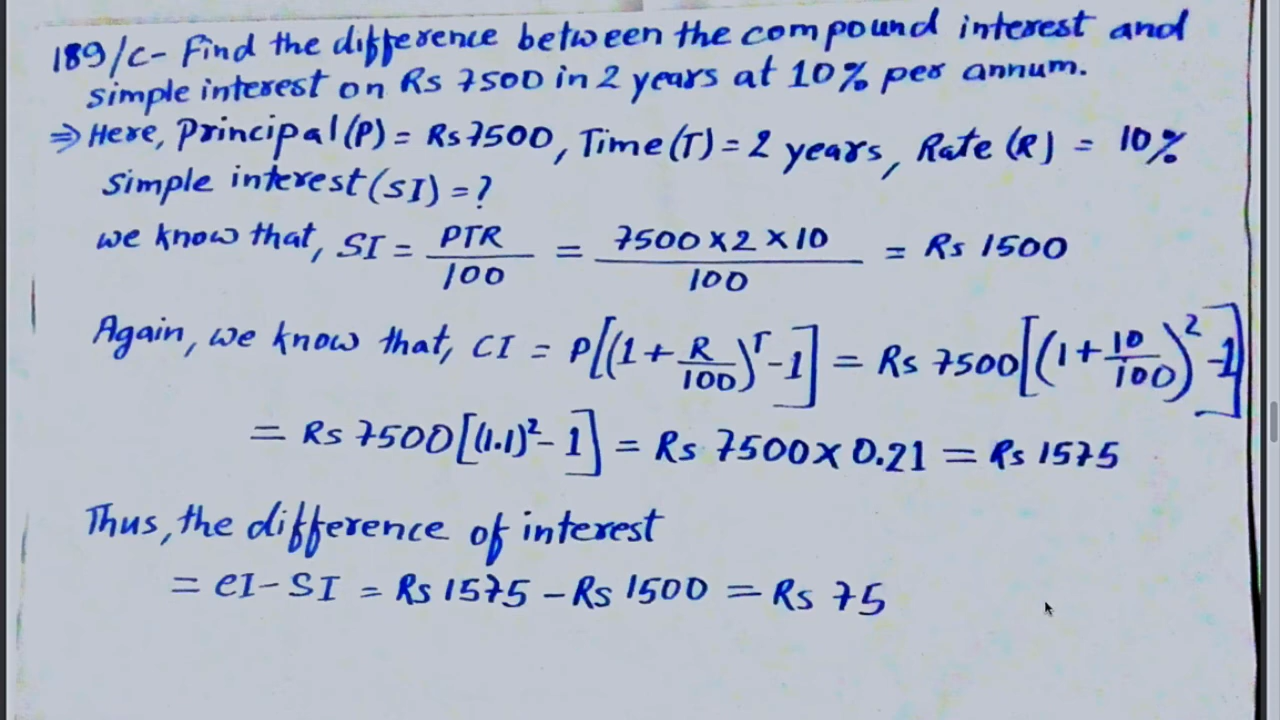 189/C- Find the difference between the compound interest and
simple interest on Rs 7500 in 2 years at 10% per annum.
⇒ Here, Principal (P) = Rs 7500, Time (T) = 2 years, Rate (R) = 10%
Simple interest (SI) = ?
we know that, SI = PTR/100 = 7500 × 2 × 10/100 = Rs 1500
Again, we know that, CI = P[(1 + R/100)^T - 1] = Rs 7500[(1 + 10/100)^2 - 1]
= Rs 7500[(1.1)^2 - 1] = Rs 7500 × 0.21 = Rs 1575
Thus, the difference of interest
= CI - SI = Rs 1575 - Rs 1500 = Rs 75